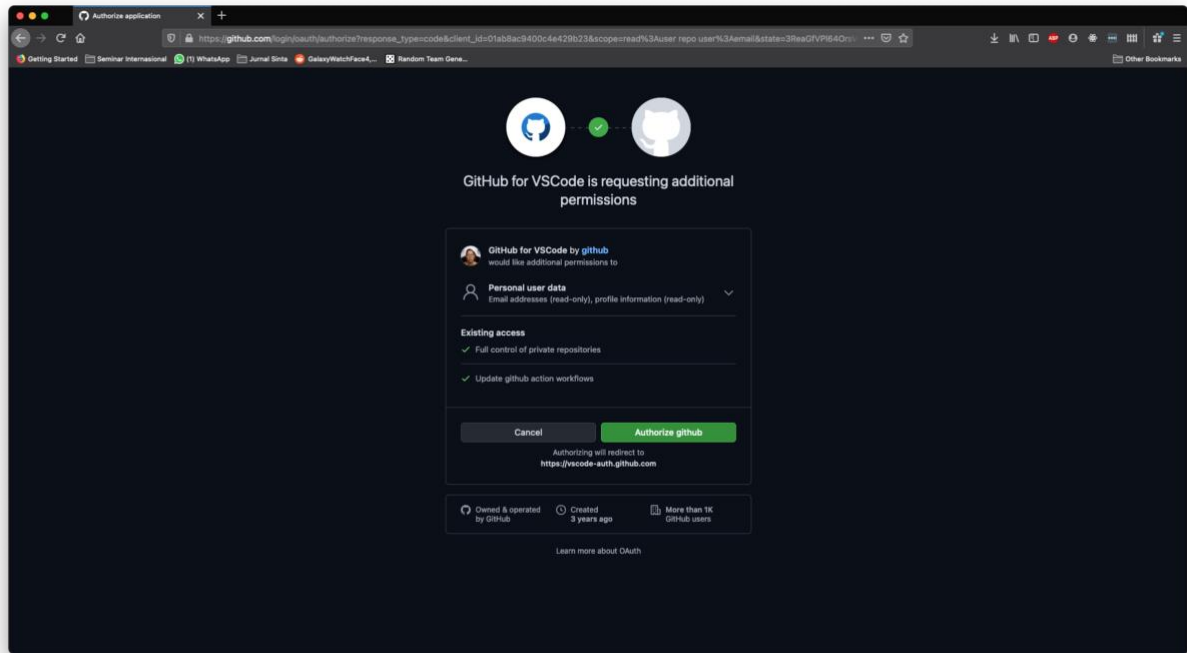 Authorize application
https://github.com/login/oauth/authorize?response_type=code&client_id=01ab8ac9400c4e429b23&scope=read%3Auser repo user%3Aemail&state=
Getting Started Seminar Internasional (1) WhatsApp Jurnal Sinta GalaxyWatchFace4,... Random Team Gene... Other Bookmarks
GitHub for VSCode is requesting additional
permissions
GitHub for VSCode by github
would like additional permissions to
Personal user data
Email addresses (read-only), profile information (read-only)
Existing access
Full control of private repositories
Update github action workflows
Cancel Authorize github
Authorizing will redirect to
https://vscode-auth.github.com
Owned & operated Created More than 1K
by GitHub 3 years ago GitHub users
Learn more about OAuth